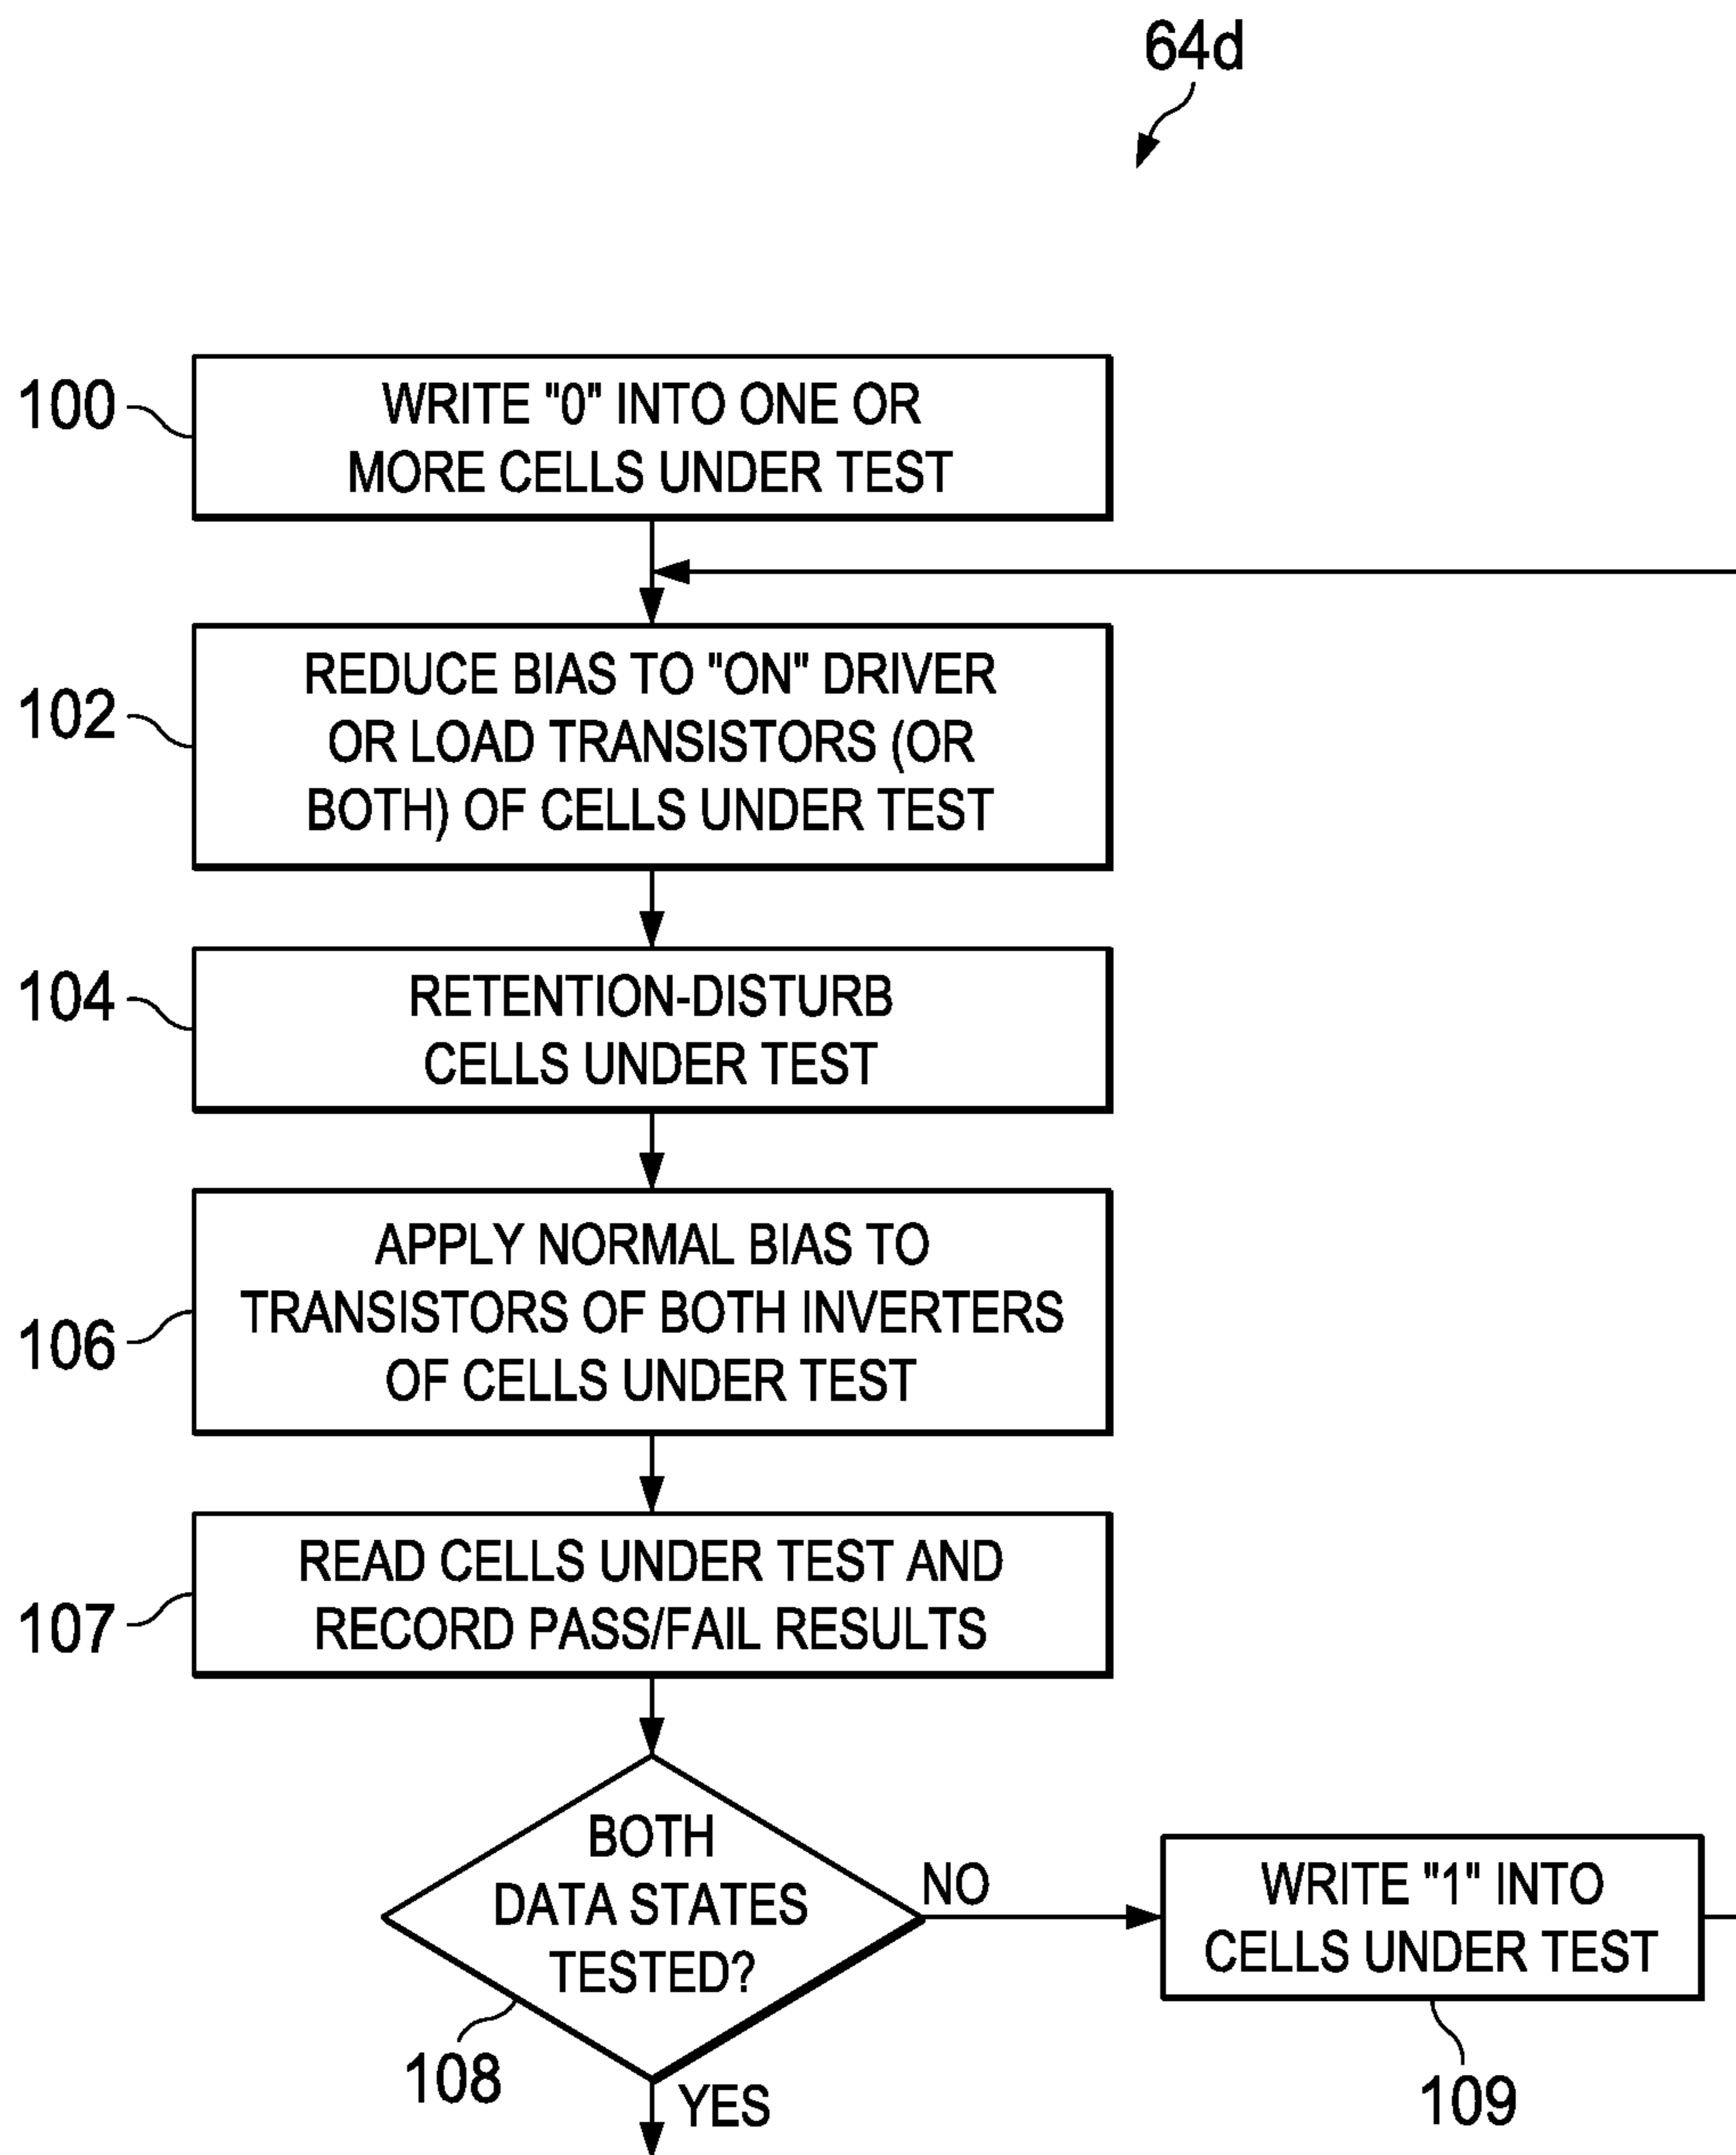 64d
100
WRITE "0" INTO ONE OR
MORE CELLS UNDER TEST
102
REDUCE BIAS TO "ON" DRIVER
OR LOAD TRANSISTORS (OR
BOTH) OF CELLS UNDER TEST
104
RETENTION-DISTURB
CELLS UNDER TEST
106
APPLY NORMAL BIAS TO
TRANSISTORS OF BOTH INVERTERS
OF CELLS UNDER TEST
107
READ CELLS UNDER TEST AND
RECORD PASS/FAIL RESULTS
BOTH
DATA STATES
TESTED?
108
NO
WRITE "1" INTO
CELLS UNDER TEST
109
YES